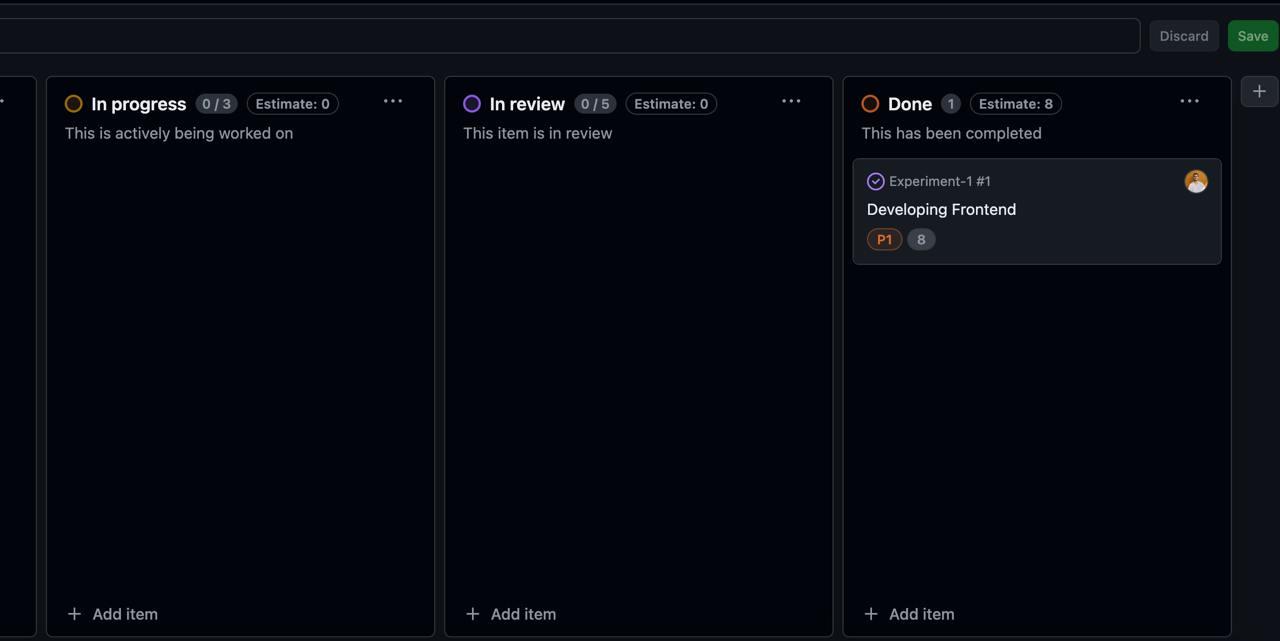 Discard Save
In progress 0 / 3 Estimate: 0
This is actively being worked on
Add item
In review 0 / 5 Estimate: 0
This item is in review
Add item
Done 1 Estimate: 8
This has been completed
Experiment-1 #1
Developing Frontend
P1 8
Add item